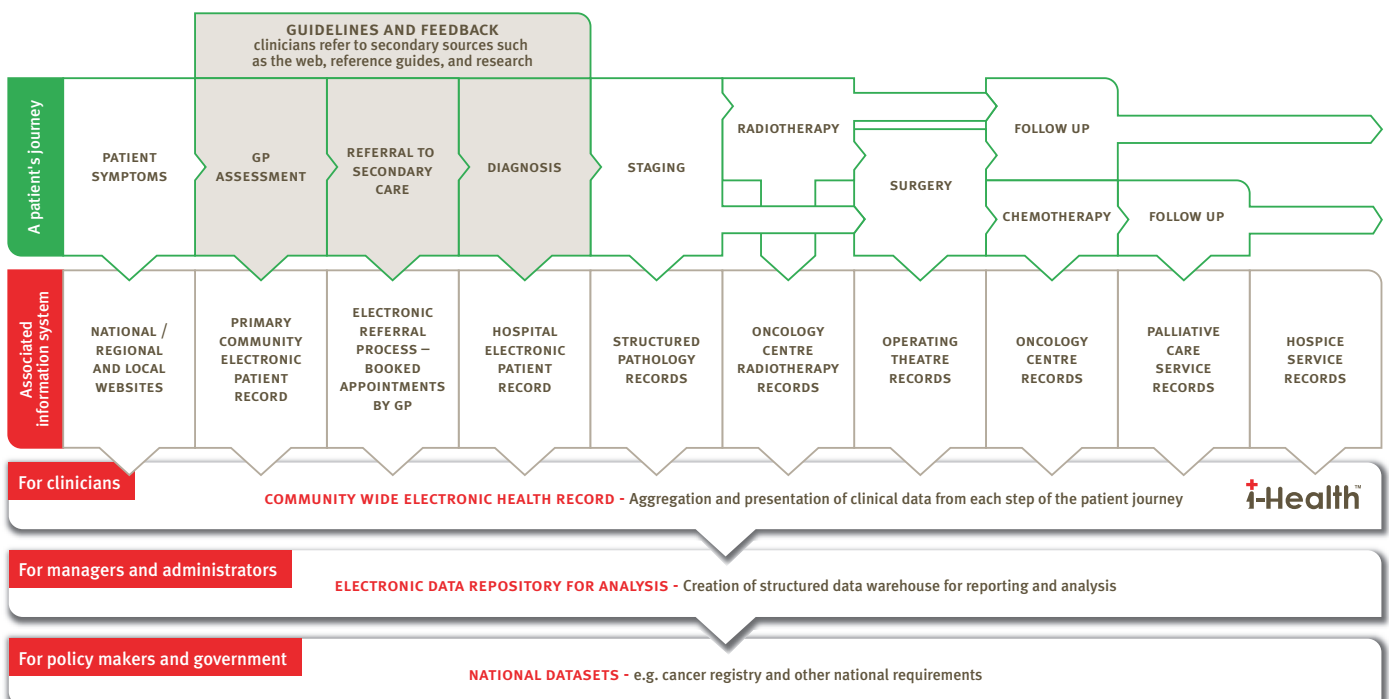 GUIDELINES AND FEEDBACK
clinicians refer to secondary sources such
as the web, reference guides, and research
A patient's journey
PATIENT
SYMPTOMS
GP
ASSESSMENT
REFERRAL TO
SECONDARY
CARE
DIAGNOSIS
STAGING
RADIOTHERAPY
SURGERY
FOLLOW UP
CHEMOTHERAPY
FOLLOW UP
Associated
information system
NATIONAL /
REGIONAL
AND LOCAL
WEBSITES
PRIMARY
COMMUNITY
ELECTRONIC
PATIENT
RECORD
ELECTRONIC
REFERRAL
PROCESS –
BOOKED
APPOINTMENTS
BY GP
HOSPITAL
ELECTRONIC
PATIENT
RECORD
STRUCTURED
PATHOLOGY
RECORDS
ONCOLOGY
CENTRE
RADIOTHERAPY
RECORDS
OPERATING
THEATRE
RECORDS
ONCOLOGY
CENTRE
RECORDS
PALLIATIVE
CARE
SERVICE
RECORDS
HOSPICE
SERVICE
RECORDS
For clinicians
COMMUNITY WIDE ELECTRONIC HEALTH RECORD - Aggregation and presentation of clinical data from each step of the patient journey
i-Health™
For managers and administrators
ELECTRONIC DATA REPOSITORY FOR ANALYSIS - Creation of structured data warehouse for reporting and analysis
For policy makers and government
NATIONAL DATASETS - e.g. cancer registry and other national requirements